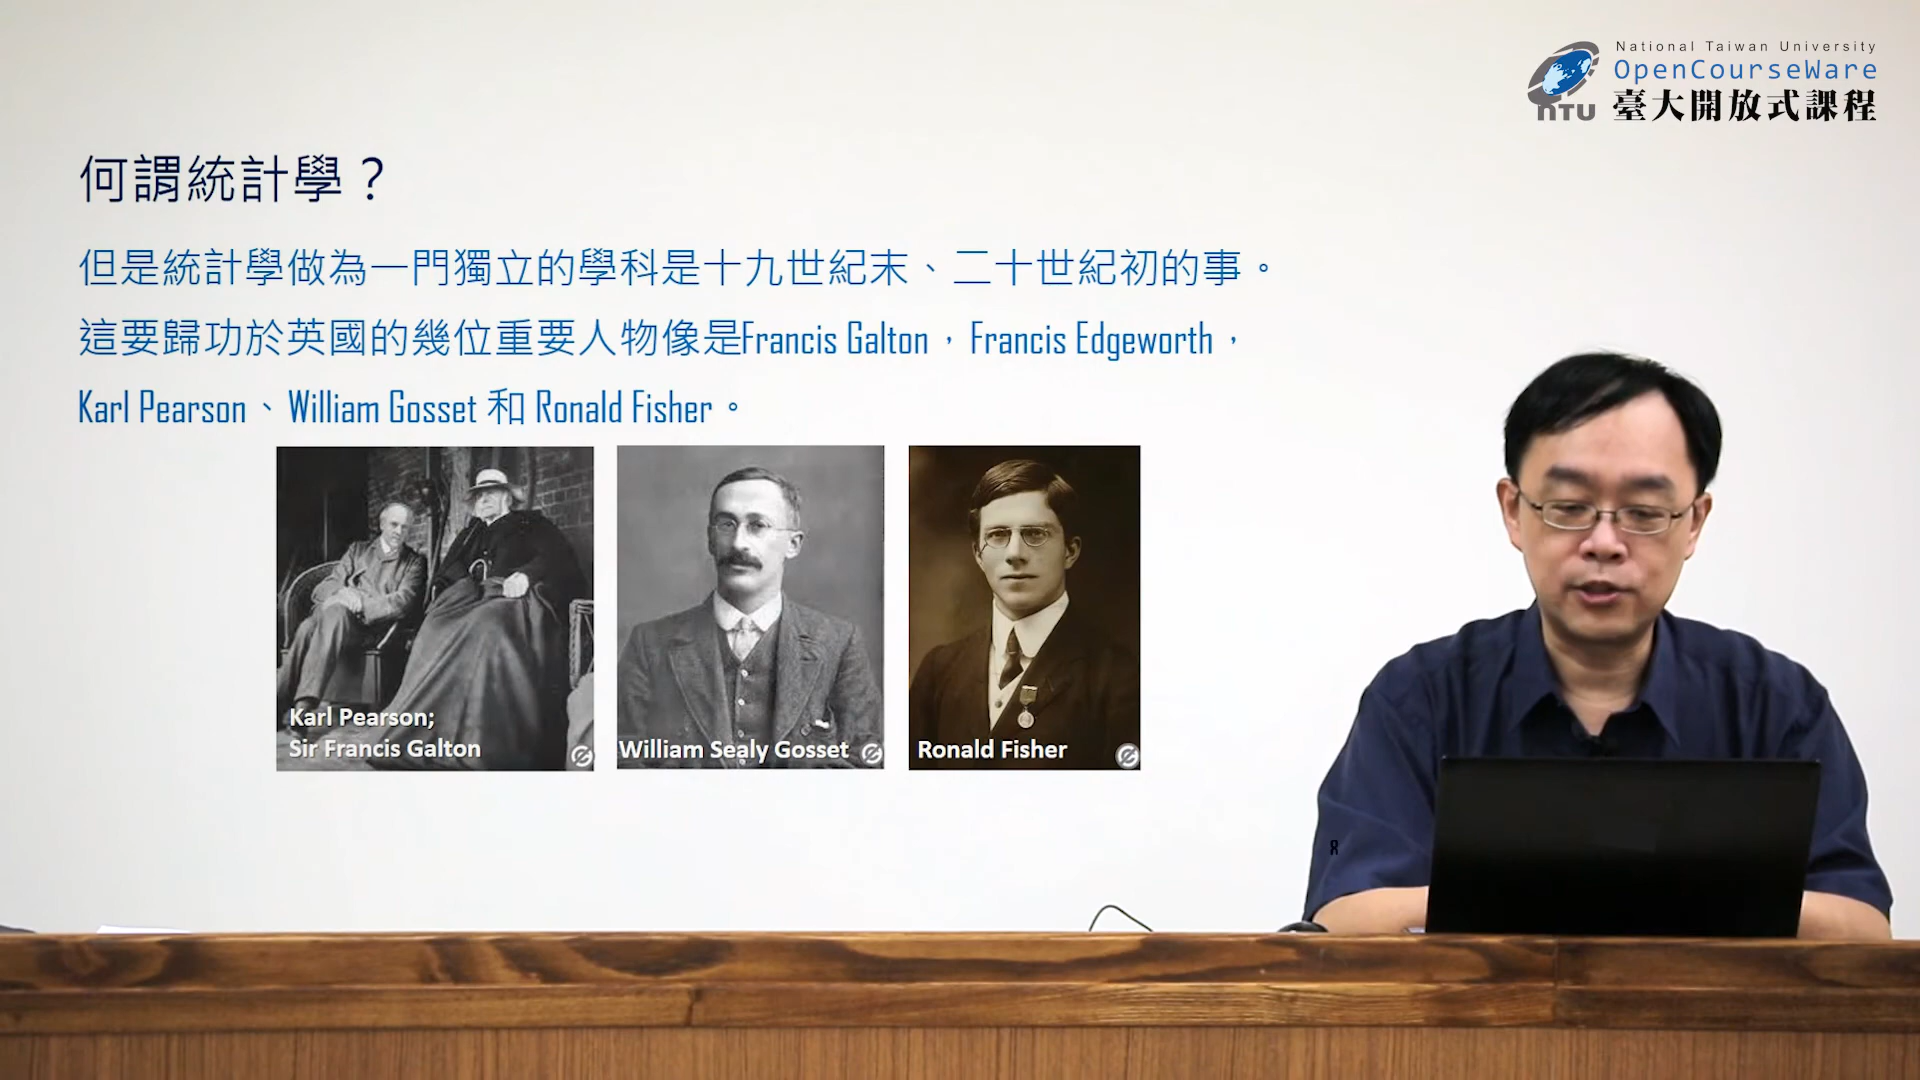 National Taiwan University
OpenCourseWare
臺大開放式課程
nTU
何謂統計學？
但是統計學做為一門獨立的學科是十九世紀末、二十世紀初的事。
這要歸功於英國的幾位重要人物像是Francis Galton，Francis Edgeworth，
Karl Pearson、William Gosset 和 Ronald Fisher。
Karl Pearson;
Sir Francis Galton
William Sealy Gosset
Ronald Fisher
8